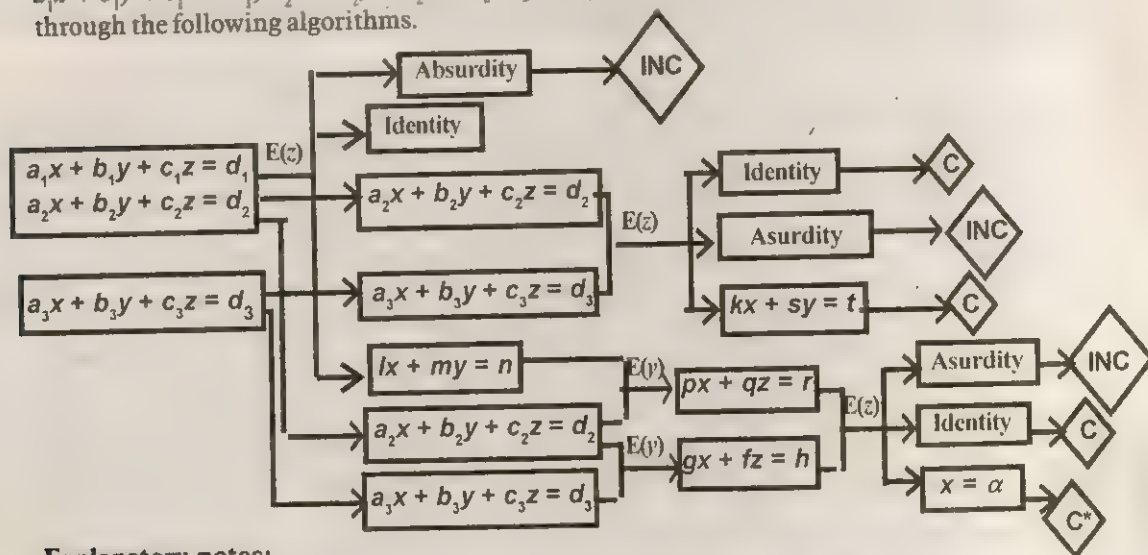 through the following algorithms.
Absurdity
INC
Identity
E(z)
a₁x + b₁y + c₁z = d₁
a₂x + b₂y + c₂z = d₂
a₃x + b₃y + c₃z = d₃
a₂x + b₂y + c₂z = d₂
a₃x + b₃y + c₃z = d₃
E(z)
Identity
C
Asurdity
INC
kx + sy = t
C
lx + my = n
a₂x + b₂y + c₂z = d₂
a₃x + b₃y + c₃z = d₃
E(y)
E(y)
px + qz = r
gx + fz = h
E(z)
Asurdity
INC
Identity
C
x = α
C*
Explanatory notes: